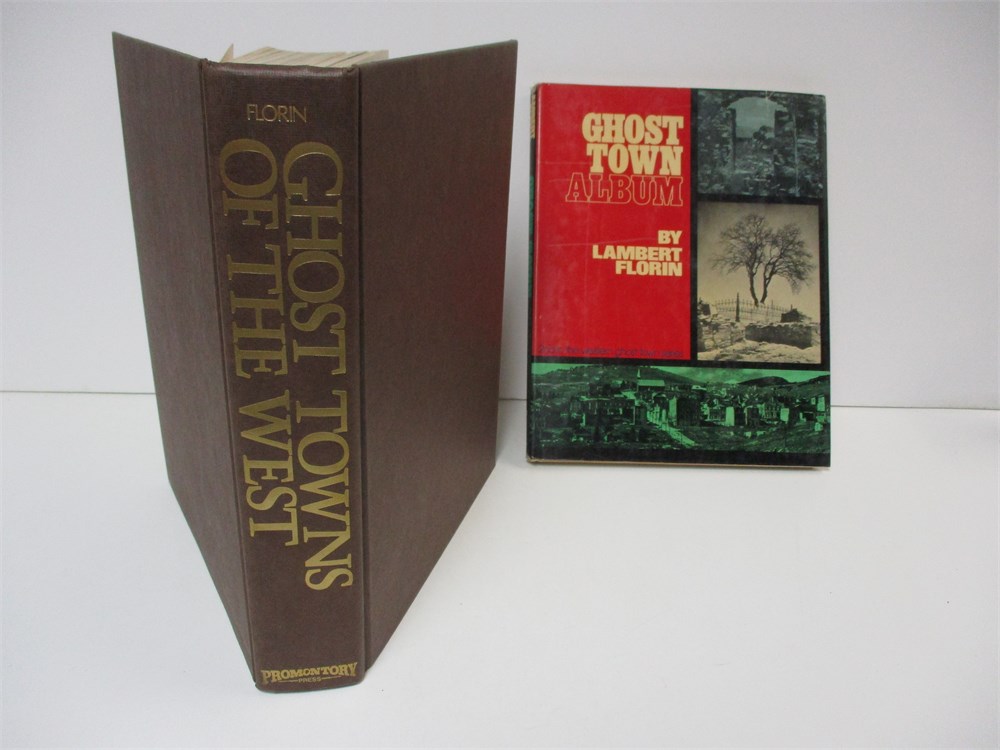 FLORIN
GHOST TOWNS
OF THE WEST
PROMONTORY
PRESS
GHOST
TOWN
ALBUM
BY
LAMBERT
FLORIN